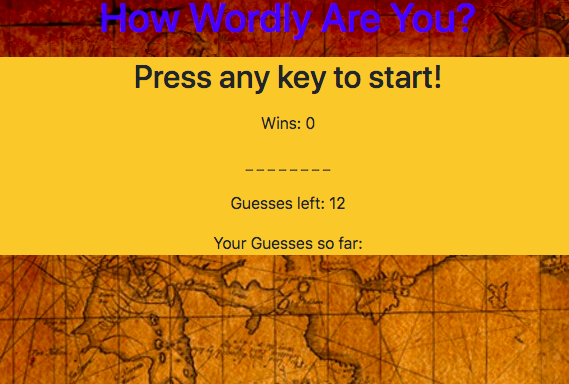 How Wordly Are You?
Press any key to start!
Wins: 0
_ _ _ _ _ _ _ _
Guesses left: 12
Your Guesses so far: